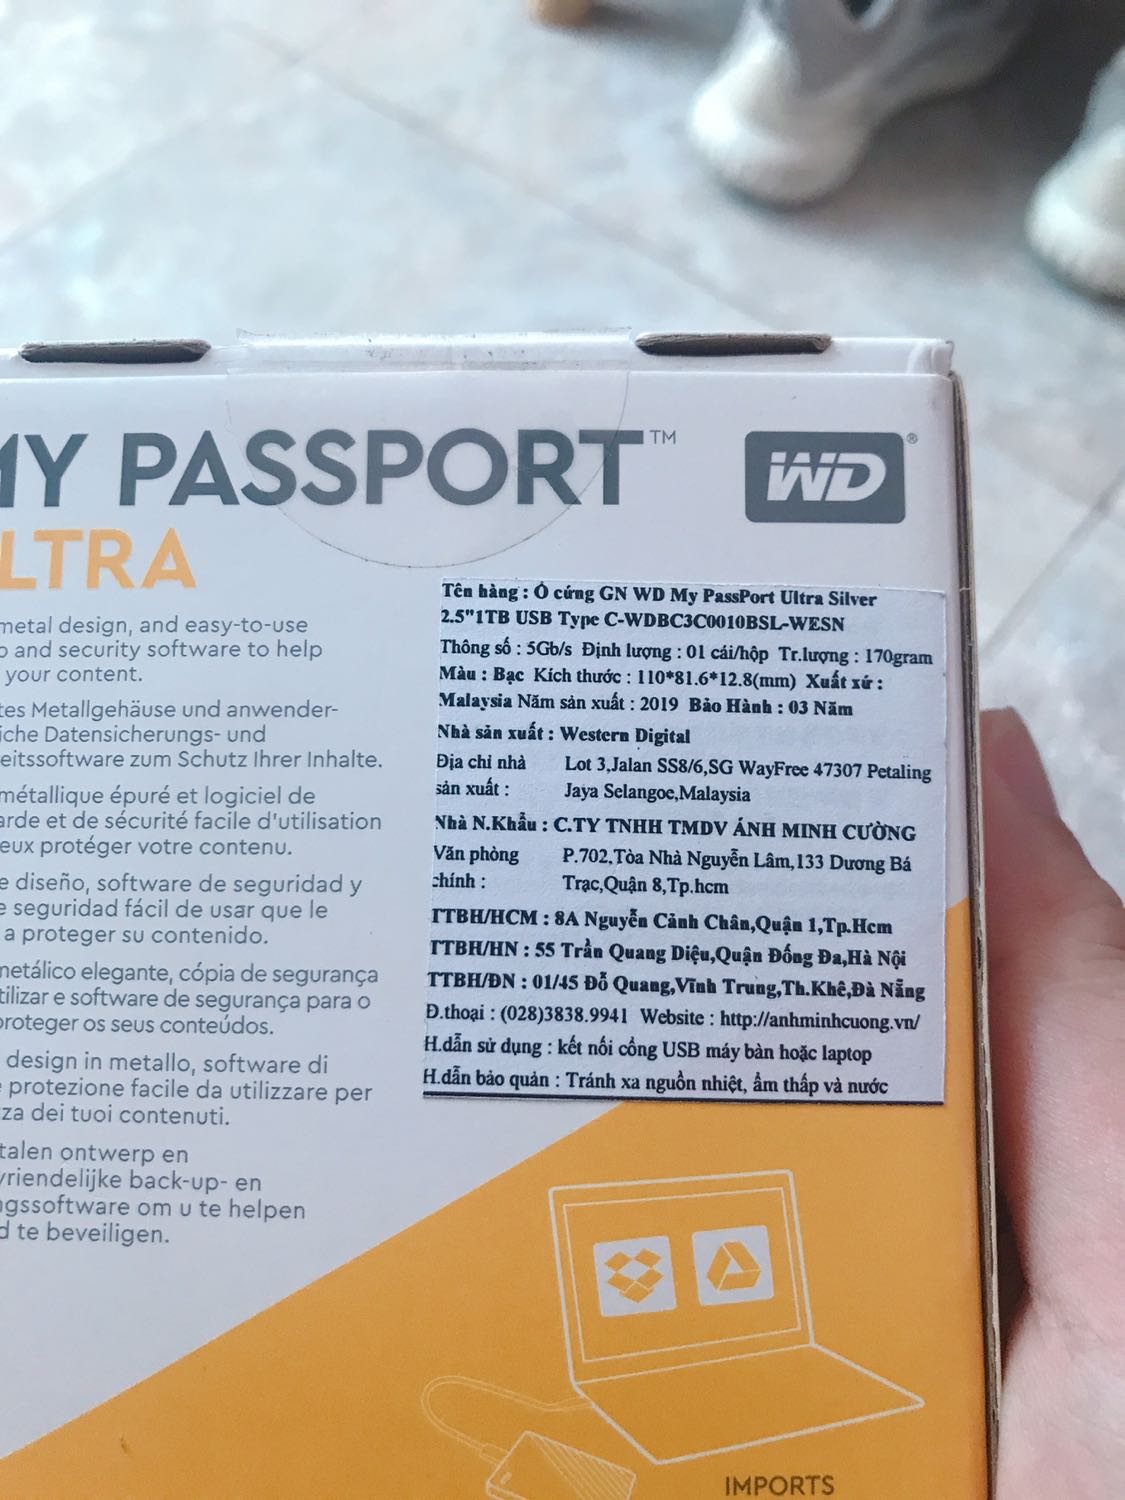 MY PASSPORT™
WD®
LTRA
metal design, and easy-to-use
o and security software to help
your content.
tes Metallgehäuse und anwender-
iche Datensicherungs- und
eitssoftware zum Schutz Ihrer Inhalte.
métallique épuré et logiciel de
arde et de sécurité facile d'utilisation
eux protéger votre contenu.
e diseño, software de seguridad y
e seguridad fácil de usar que le
a proteger su contenido.
metálico elegante, cópia de segurança
tilizar e software de segurança para o
proteger os seus conteúdos.
design in metallo, software di
e protezione facile da utilizzare per
za dei tuoi contenuti.
talen ontwerp en
vriendelijke back-up- en
ngssoftware om u te helpen
d te beveiligen.
Tên hàng : Ổ cứng GN WD My PassPort Ultra Silver
2.5"1TB USB Type C-WDBC3C0010BSL-WESN
Thông số : 5Gb/s Định lượng : 01 cái/hộp Tr.lượng : 170gram
Màu : Bạc Kích thước : 110*81.6*12.8(mm) Xuất xứ :
Malaysia Năm sản xuất : 2019 Bảo Hành : 03 Năm
Nhà sản xuất : Western Digital
Địa chỉ nhà Lot 3,Jalan SS8/6,SG WayFree 47307 Petaling
sản xuất : Jaya Selangoe,Malaysia
Nhà N.Khẩu : C.TY TNHH TMDV ÁNH MINH CƯỜNG
Văn phòng P.702,Tòa Nhà Nguyễn Lâm,133 Dương Bá
chính : Trạc,Quận 8,Tp.hcm
TTBH/HCM : 8A Nguyễn Cảnh Chân,Quận 1,Tp.Hcm
TTBH/HN : 55 Trần Quang Diệu,Quận Đống Đa,Hà Nội
TTBH/ĐN : 01/45 Đỗ Quang,Vĩnh Trung,Th.Khê,Đà Nẵng
Đ.thoại : (028)3838.9941 Website : http://anhminhcuong.vn/
H.dẫn sử dụng : kết nối cổng USB máy bàn hoặc laptop
H.dẫn bảo quản : Tránh xa nguồn nhiệt, ẩm thấp và nước
IMPORTS